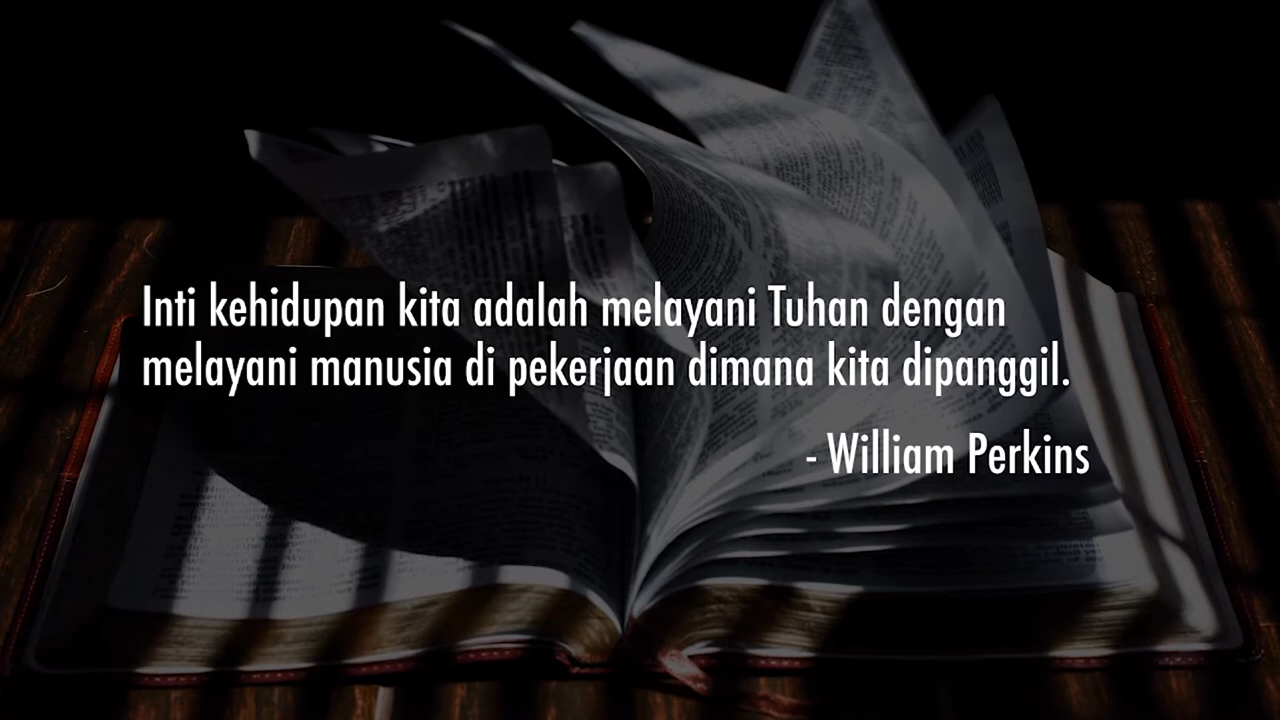 Inti kehidupan kita adalah melayani Tuhan dengan
melayani manusia di pekerjaan dimana kita dipanggil.
- William Perkins